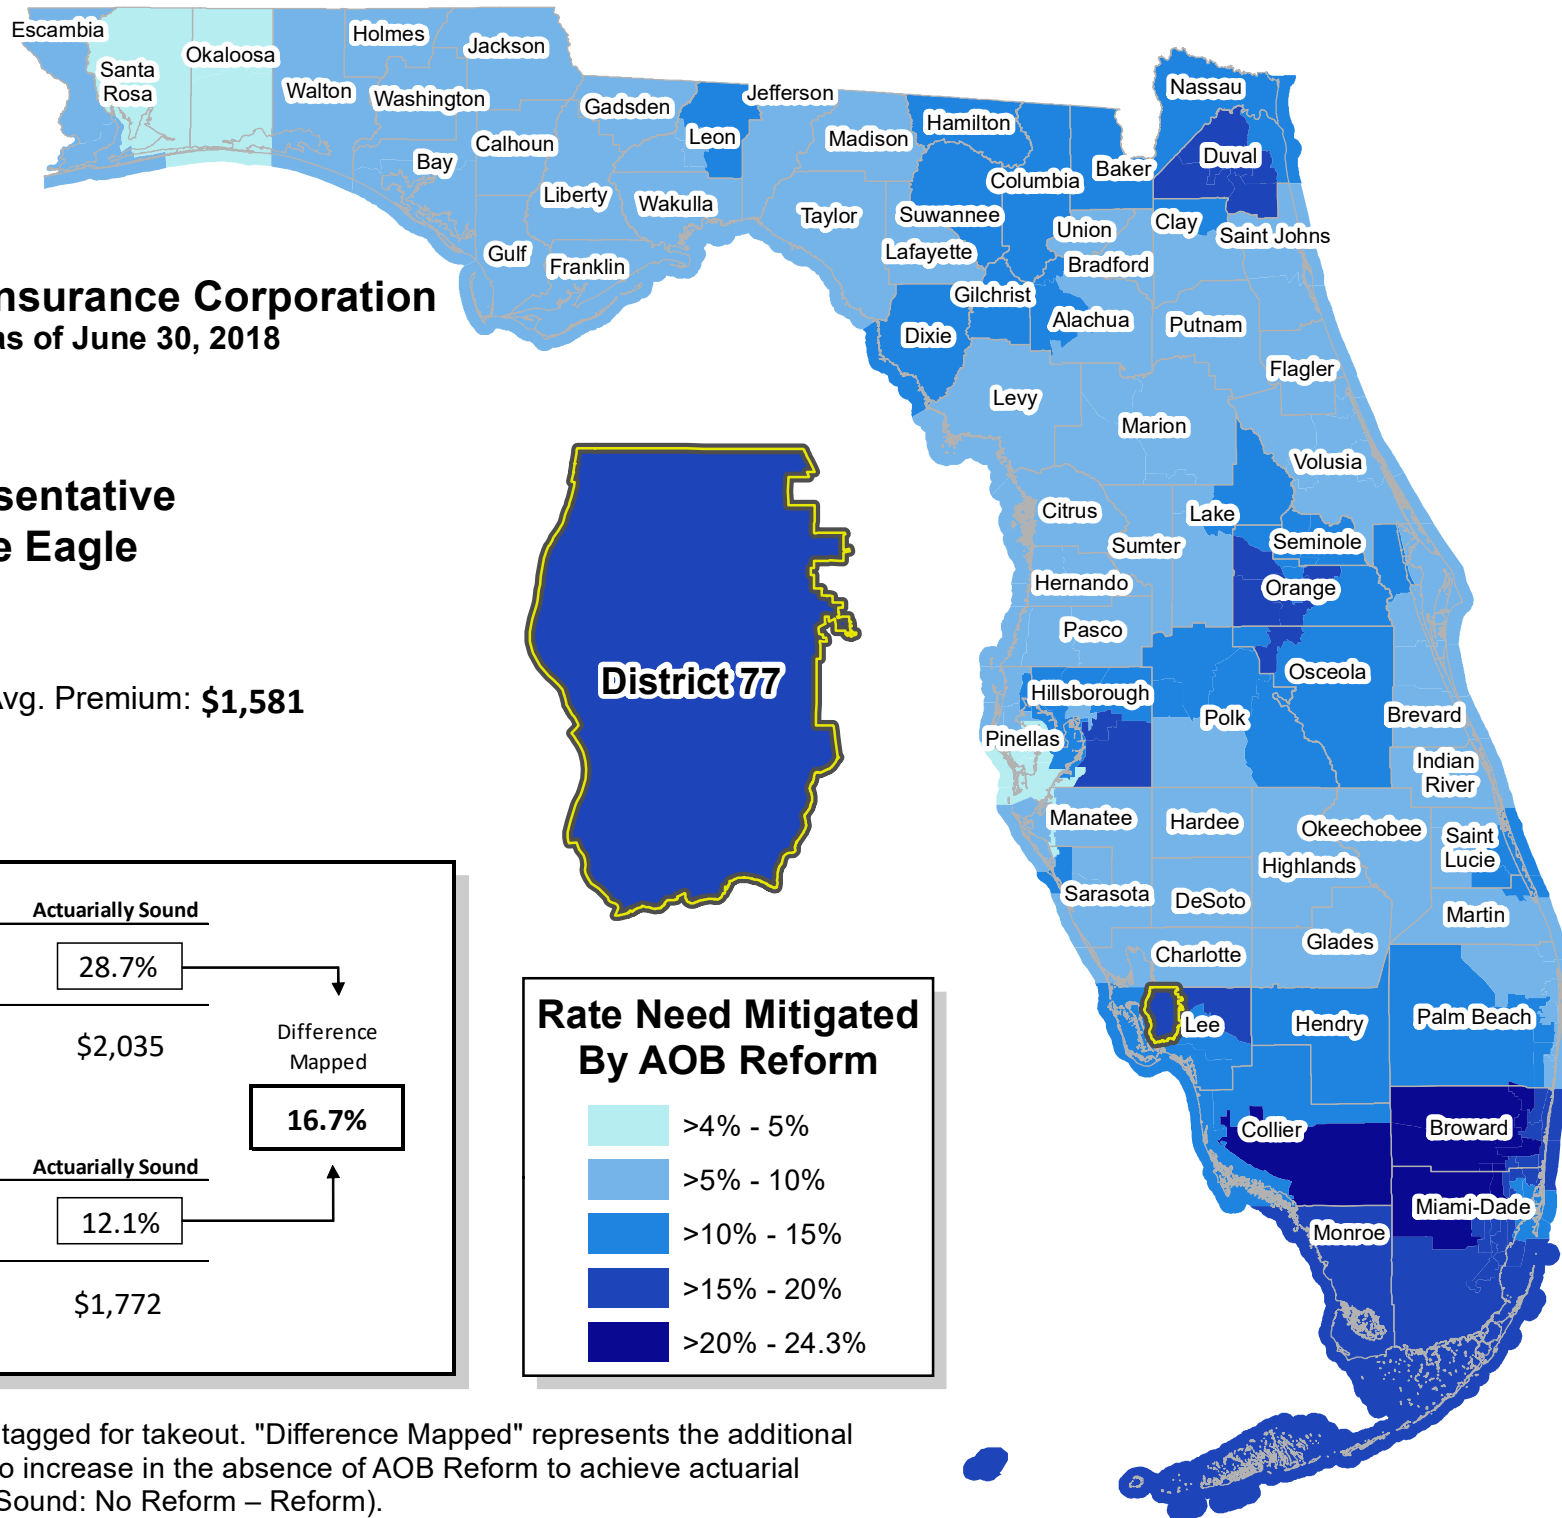 Escambia
Santa
Rosa
Okaloosa
Holmes
Jackson
Walton
Washington
Bay
Calhoun
Gulf
Liberty
Franklin
Gadsden
Leon
Wakulla
Jefferson
Madison
Taylor
Hamilton
Suwannee
Lafayette
Columbia
Baker
Nassau
Duval
Union
Clay
Saint Johns
Bradford
Gilchrist
Dixie
Alachua
Putnam
Flagler
Levy
Marion
Volusia
Citrus
Lake
Sumter
Seminole
Hernando
Orange
Pasco
Osceola
Hillsborough
Polk
Brevard
Pinellas
Indian
River
Manatee
Hardee
Okeechobee
Saint
Lucie
Highlands
Sarasota
DeSoto
Martin
Charlotte
Glades
Lee
Hendry
Palm Beach
Collier
Broward
Miami-Dade
Monroe
nsurance Corporation
as of June 30, 2018
sentative
e Eagle
Avg. Premium: $1,581
District 77
Actuarially Sound
28.7%
$2,035
Difference
Mapped
16.7%
Actuarially Sound
12.1%
$1,772
Rate Need Mitigated
By AOB Reform
>4% - 5%
>5% - 10%
>10% - 15%
>15% - 20%
>20% - 24.3%
tagged for takeout. "Difference Mapped" represents the additional
o increase in the absence of AOB Reform to achieve actuarial
Sound: No Reform – Reform).